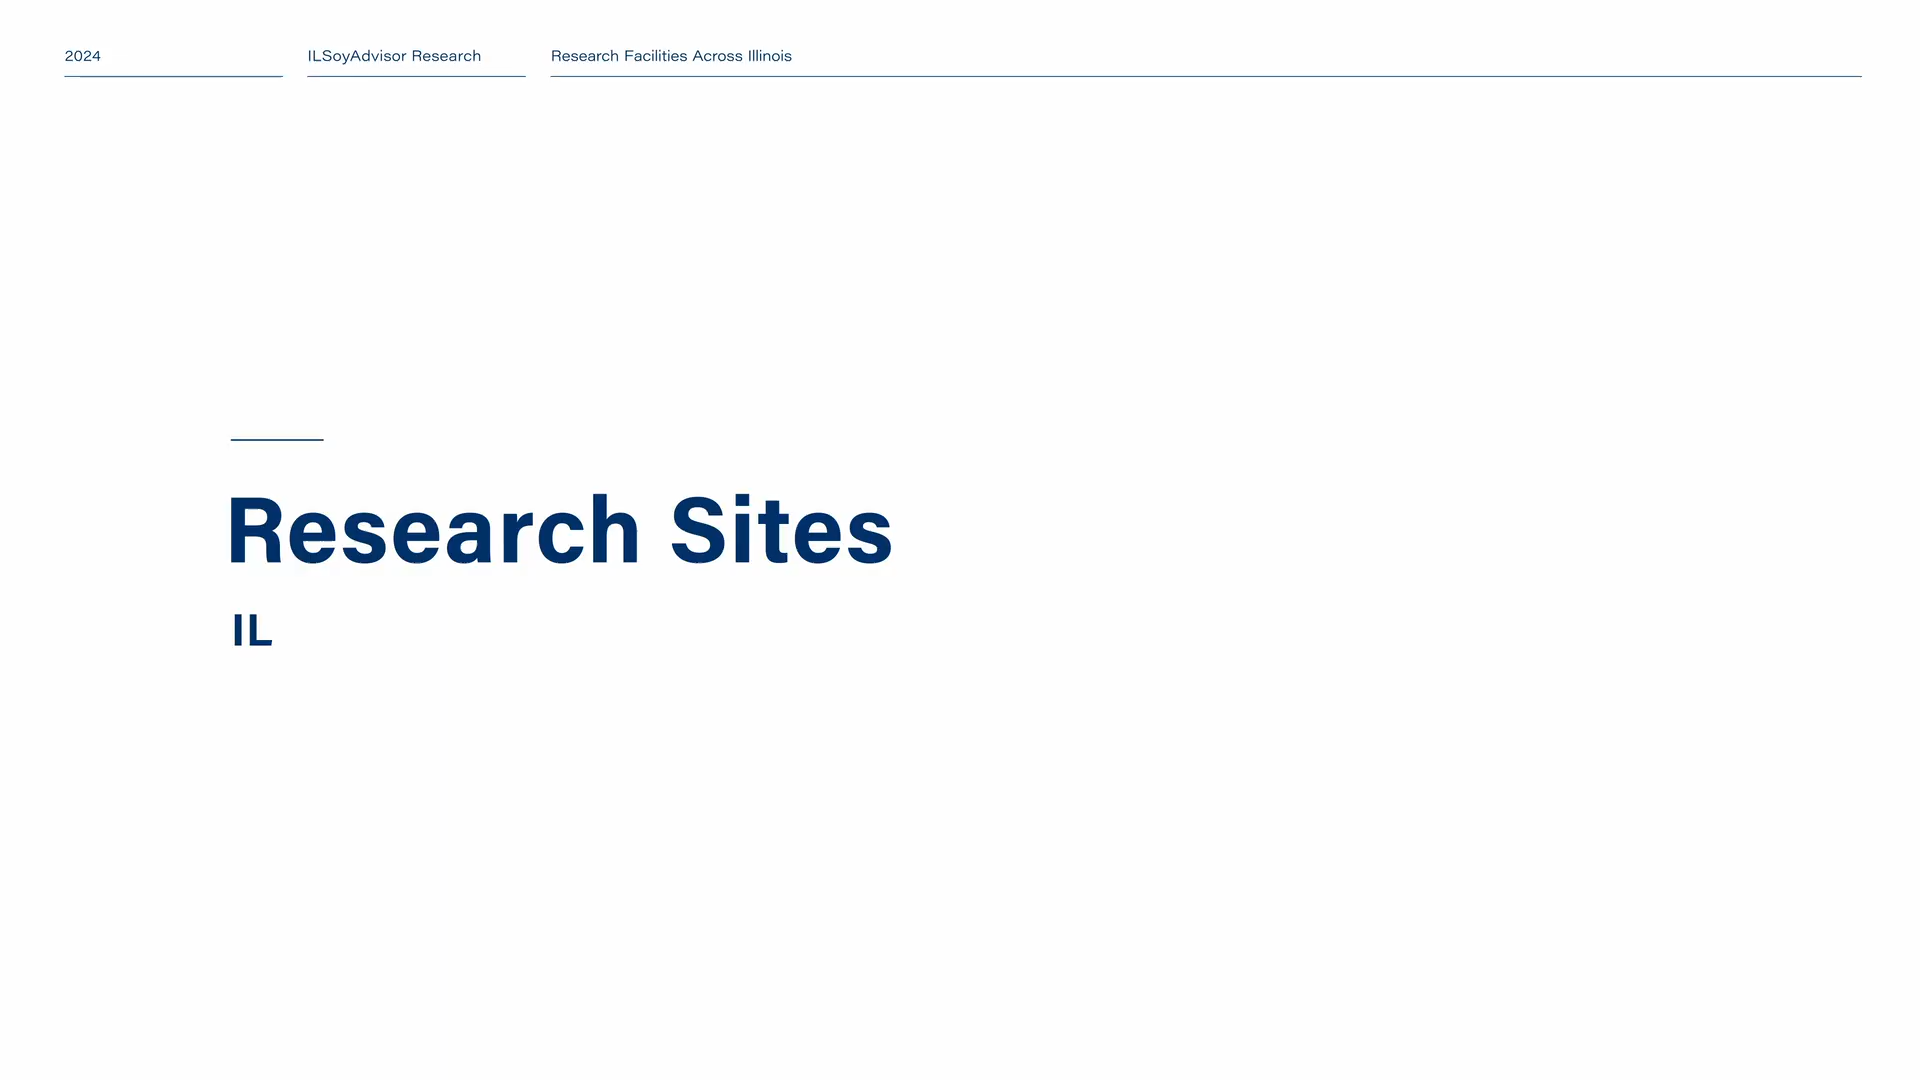 2024
ILSoyAdvisor Research
Research Facilities Across Illinois
Research Sites
IL